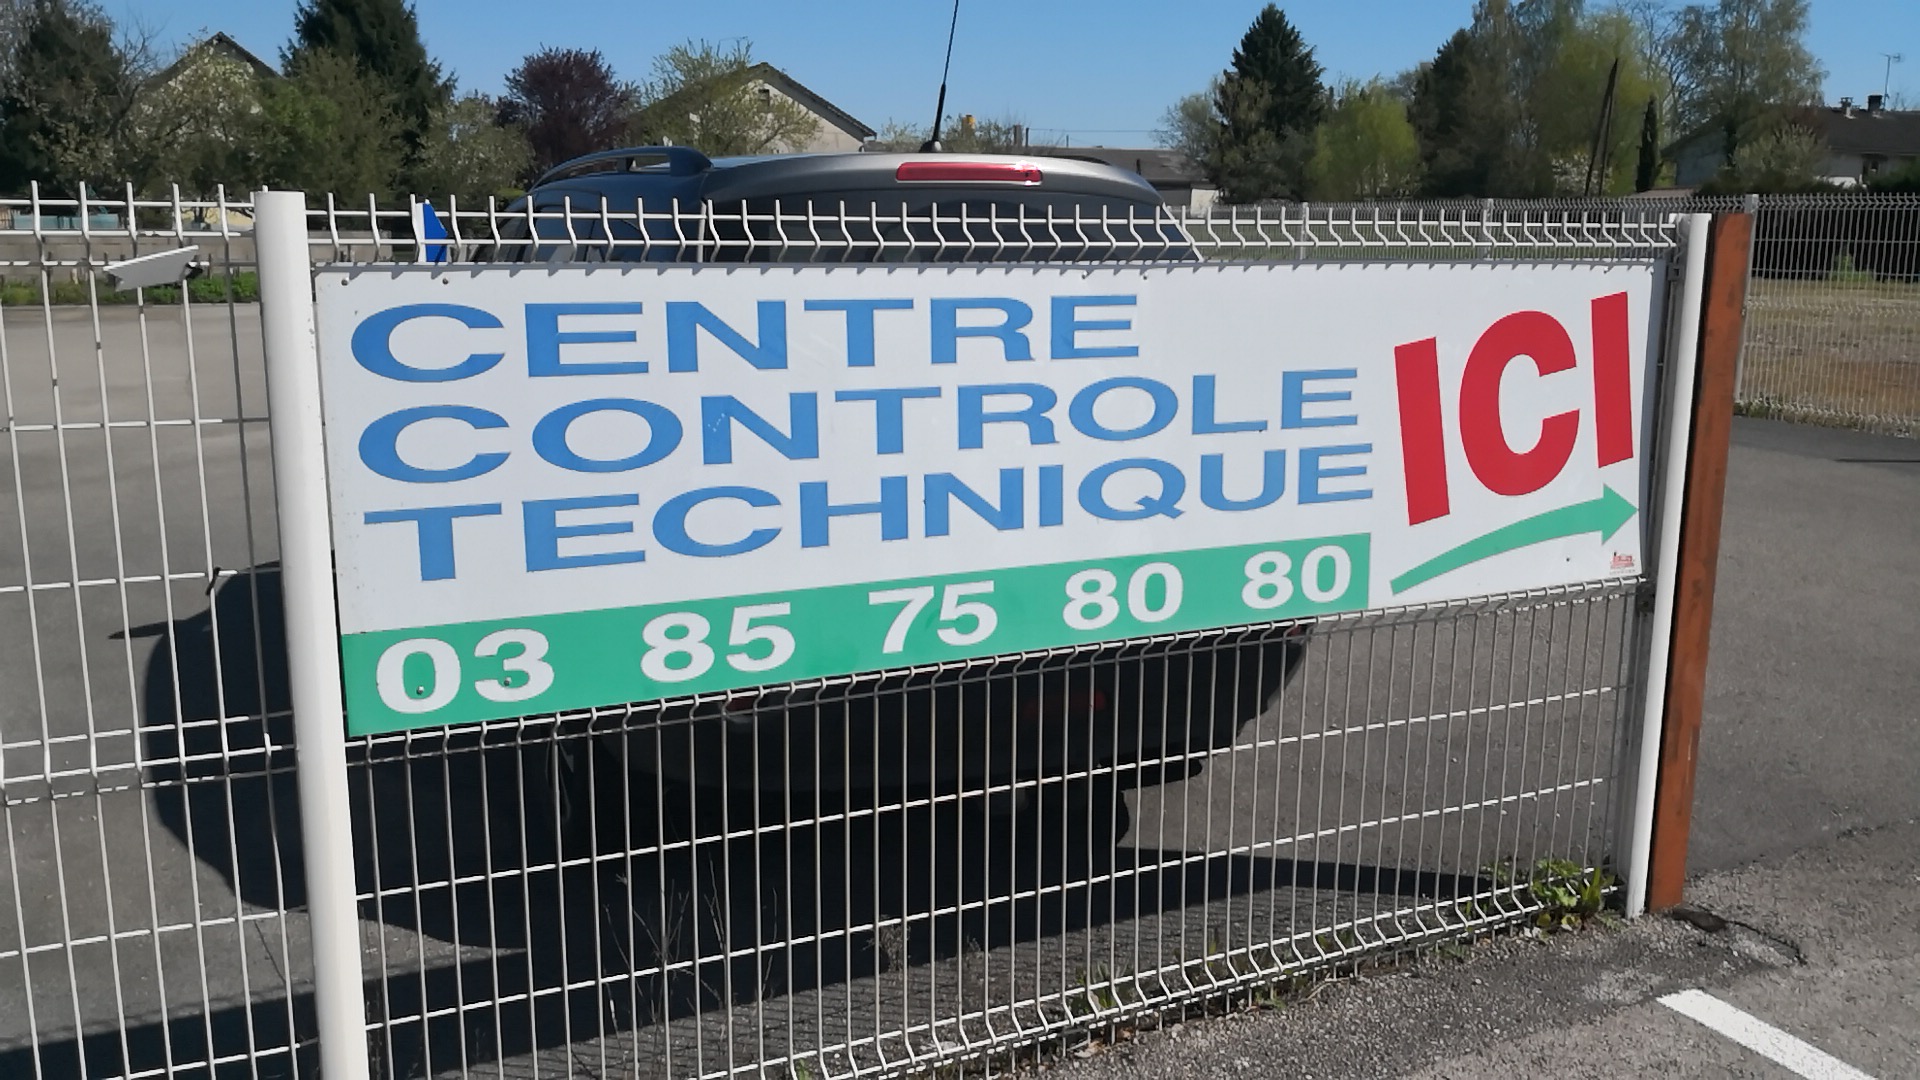 CENTRE
CONTROLE
TECHNIQUE
ICI
03 85 75 80 80